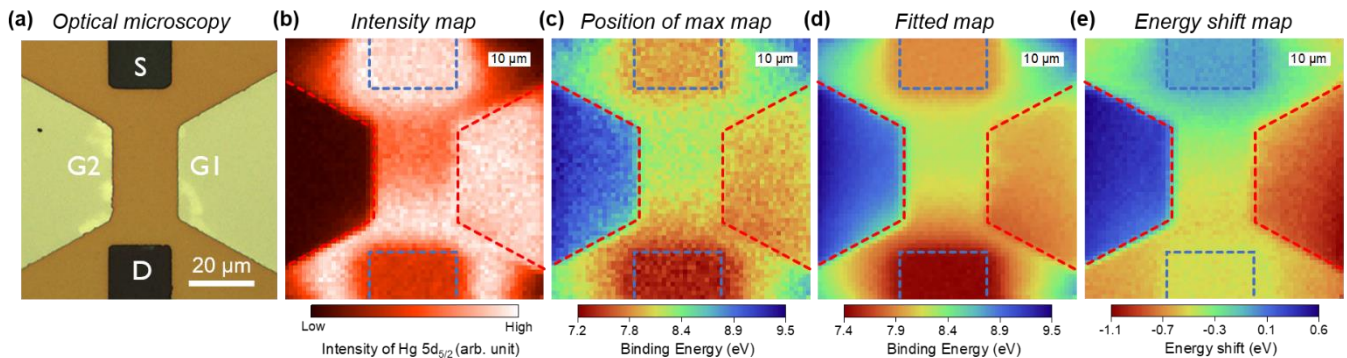 (a) Optical microscopy
(b) Intensity map
(c) Position of max map
(d) Fitted map
(e) Energy shift map
S
G2
G1
D
20 μm
10 μm
10 μm
10 μm
10 μm
Low High
Intensity of Hg 5d5/2 (arb. unit)
7.2 7.8 8.4 8.9 9.5
Binding Energy (eV)
7.4 7.9 8.4 8.9 9.5
Binding Energy (eV)
-1.1 -0.7 -0.3 0.1 0.6
Energy shift (eV)